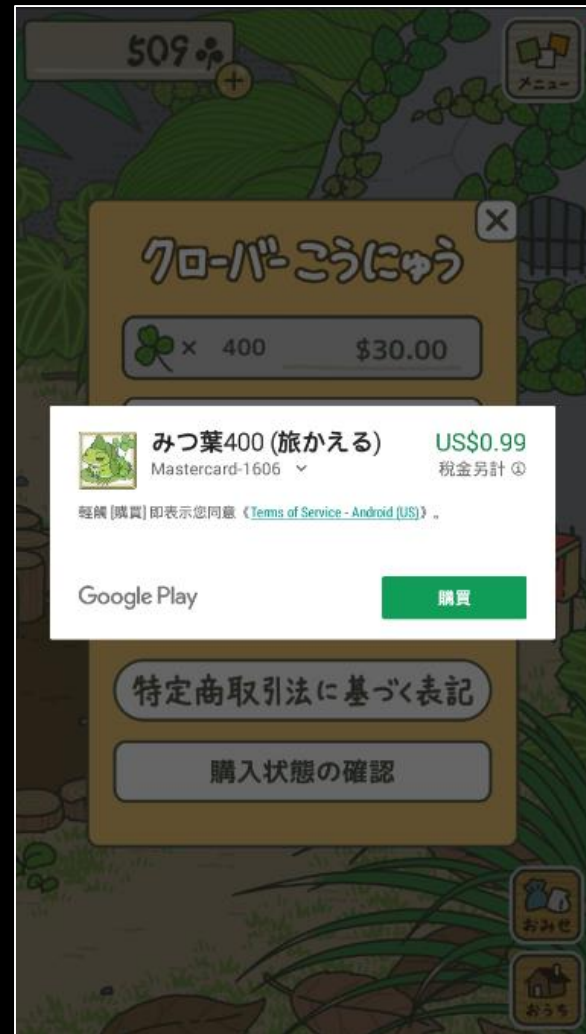 509
メニュー
クローバーこうにゅう
× 400 $30.00
みつ葉400 (旅かえる) US$0.99
Mastercard-1606 稅金另計
輕觸 [購買] 即表示您同意《Terms of Service - Android (US)》。
Google Play 購買
特定商取引法に基づく表記
購入状態の確認
おみせ
おうち